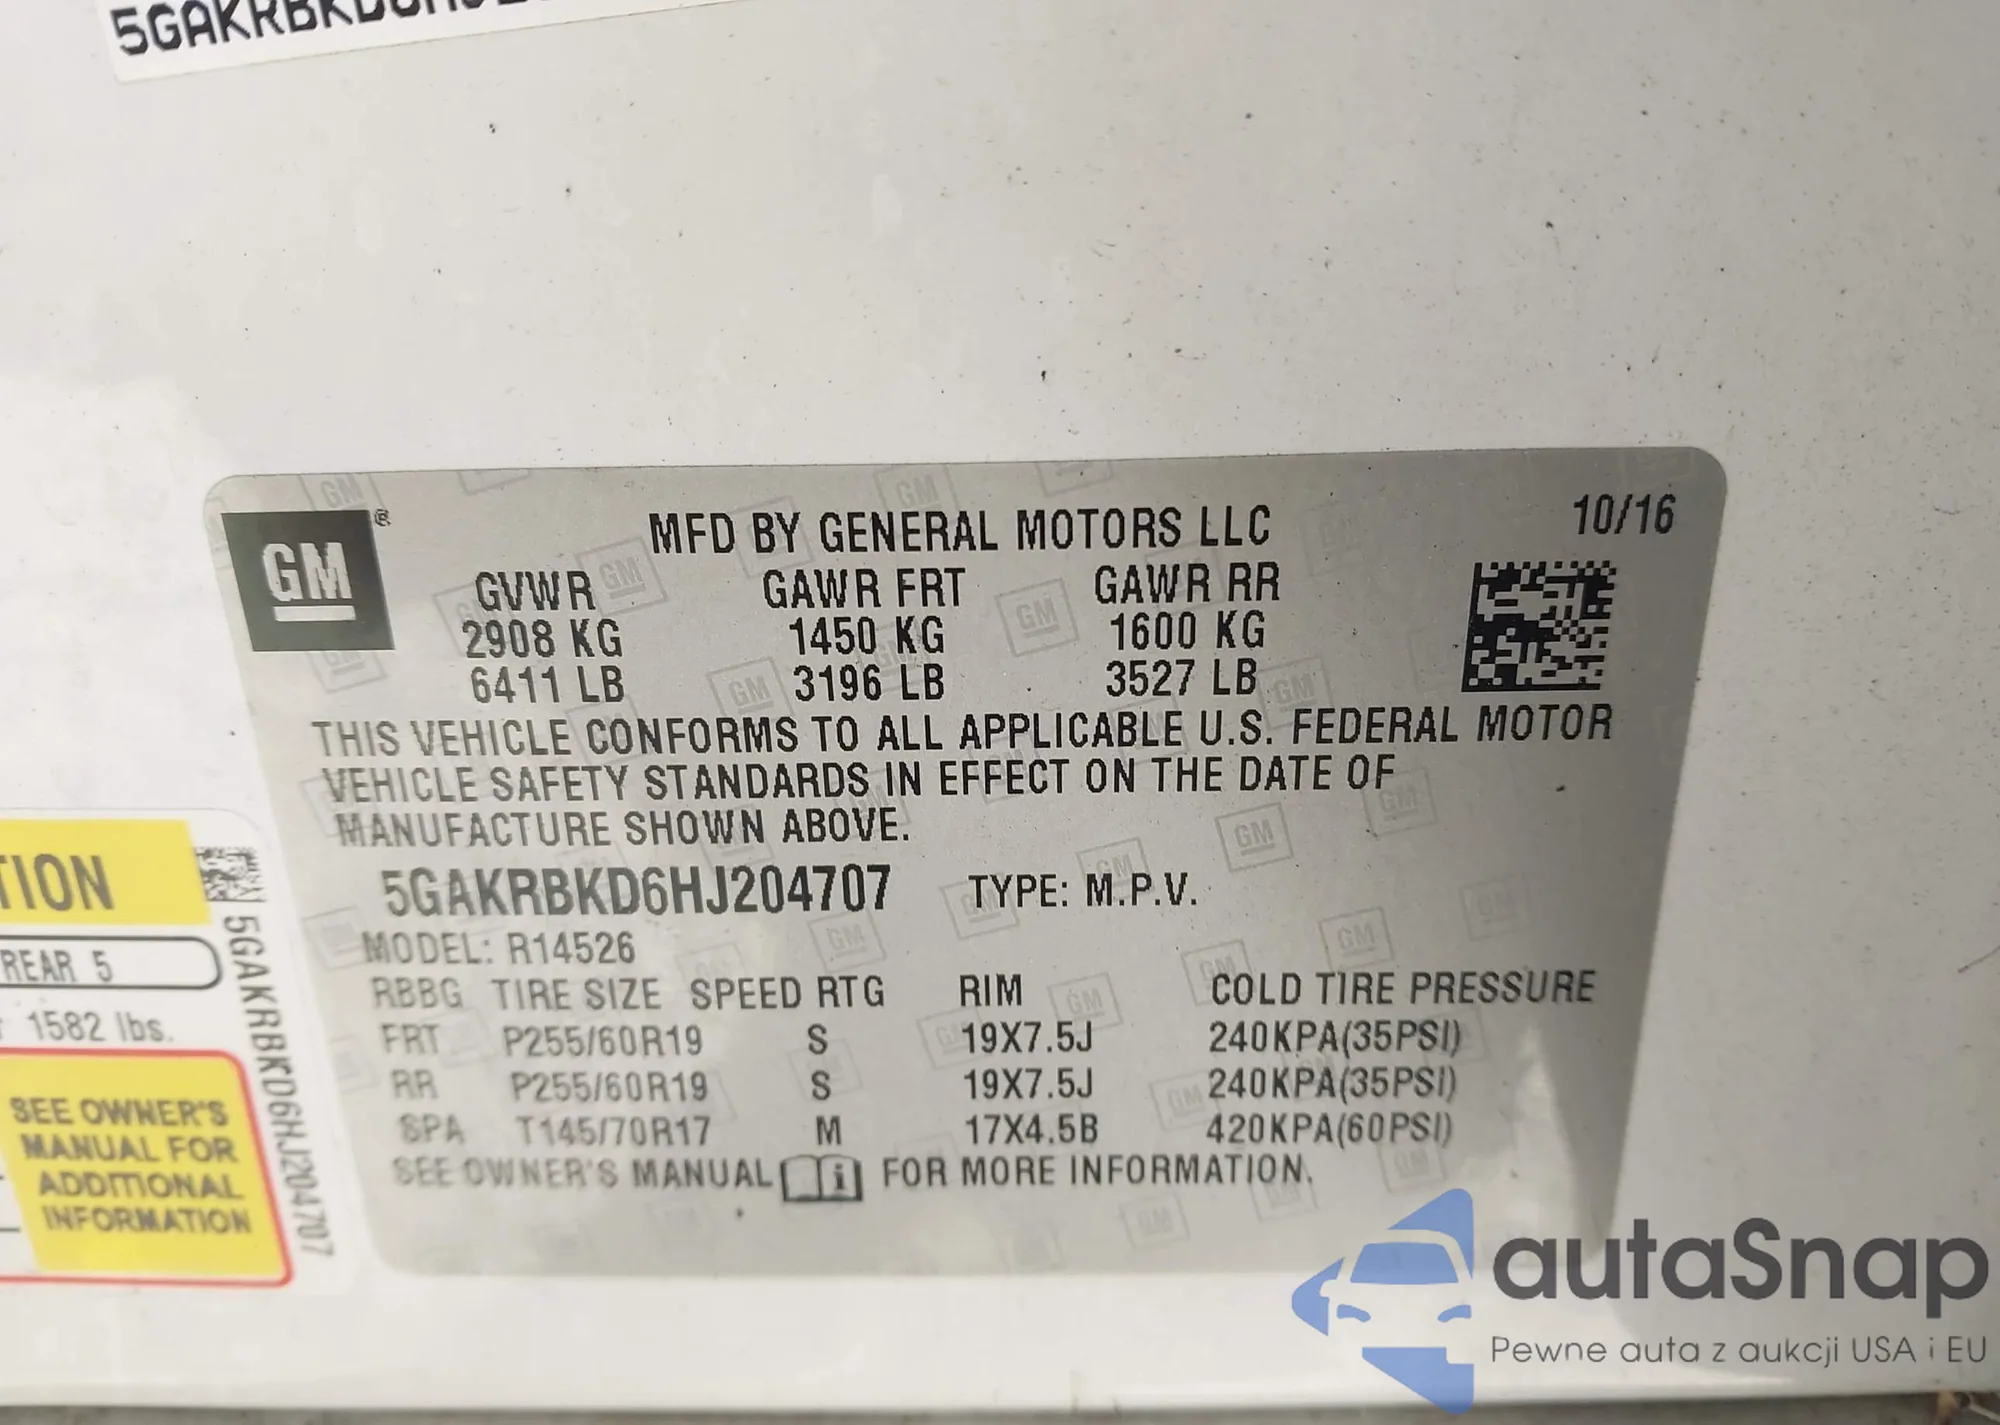 GM ®
MFD BY GENERAL MOTORS LLC
10/16
GVWR GAWR FRT GAWR RR
2908 KG 1450 KG 1600 KG
6411 LB 3196 LB 3527 LB
THIS VEHICLE CONFORMS TO ALL APPLICABLE U.S. FEDERAL MOTOR
VEHICLE SAFETY STANDARDS IN EFFECT ON THE DATE OF
MANUFACTURE SHOWN ABOVE.
5GAKRBKD6HJ204707 TYPE: M.P.V.
MODEL: R14526
RBBG TIRE SIZE SPEED RTG RIM COLD TIRE PRESSURE
FRT P255/60R19 S 19X7.5J 240KPA(35PSI)
RR P255/60R19 S 19X7.5J 240KPA(35PSI)
SPA T145/70R17 M 17X4.5B 420KPA(60PSI)
SEE OWNER'S MANUAL FOR MORE INFORMATION.
REAR 5
1582 lbs.
SEE OWNER'S
MANUAL FOR
ADDITIONAL
INFORMATION
5GAKRBKD6HJ204707
autaSnap
Pewne auta z aukcji USA i EU